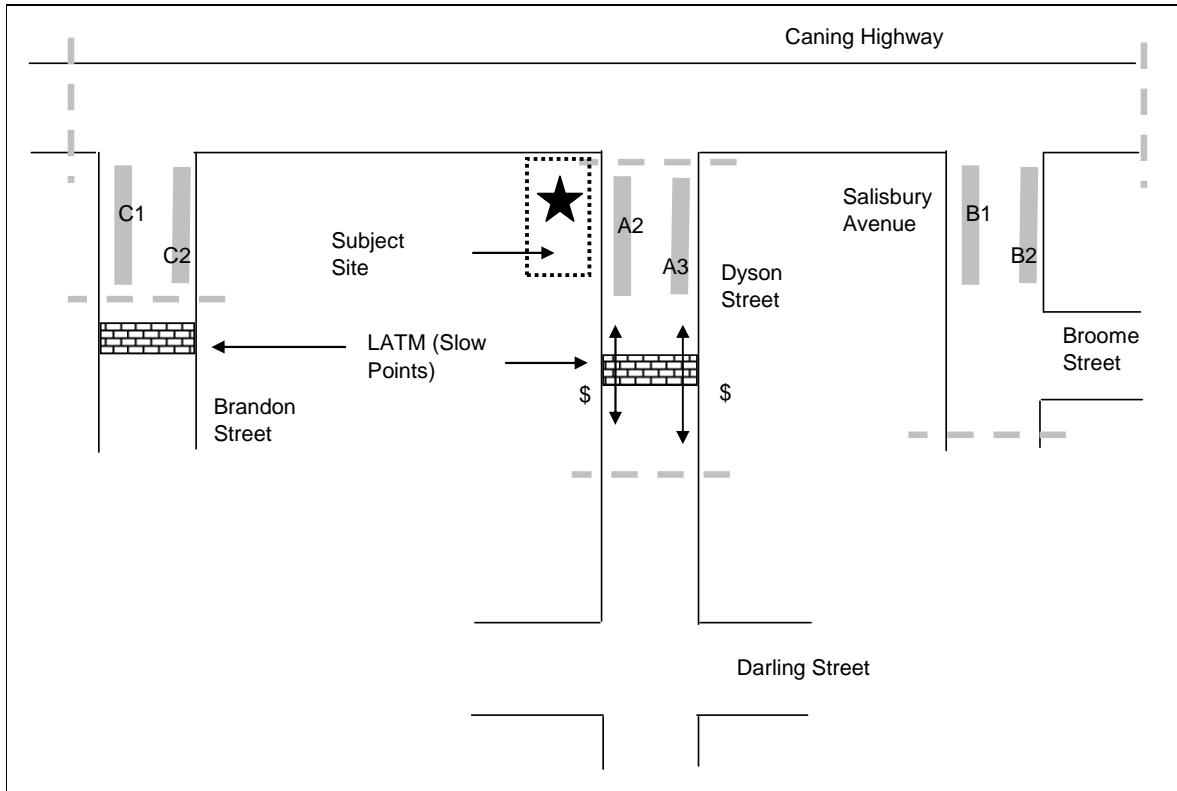 Caning Highway
C1
C2
Subject
Site
A2
A3
Dyson
Street
Salisbury
Avenue
B1
B2
Broome
Street
LATM (Slow
Points)
$
$
Brandon
Street
Darling Street